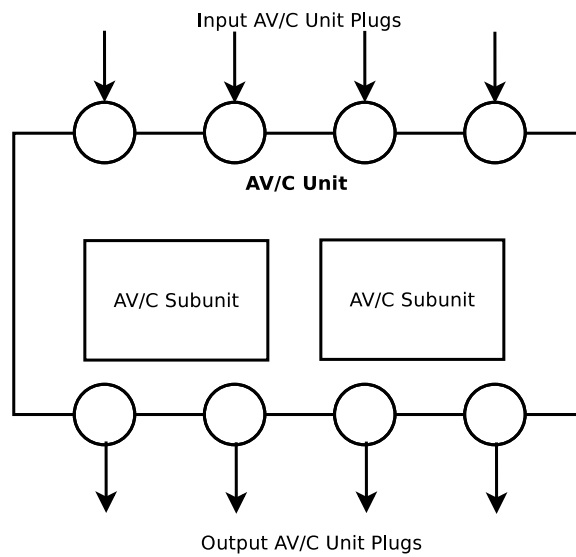 Input AV/C Unit Plugs
AV/C Unit
AV/C Subunit
AV/C Subunit
Output AV/C Unit Plugs